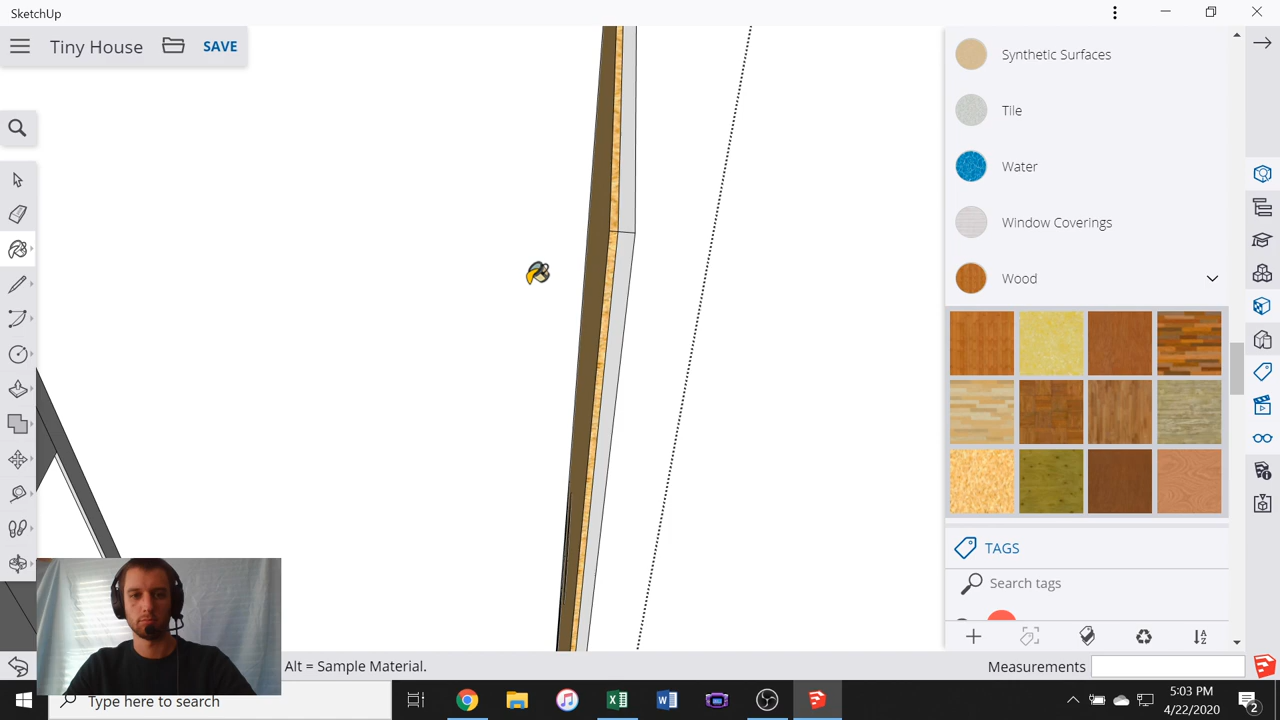 SketchUp
Tiny House
SAVE
Synthetic Surfaces
Tile
Water
Window Coverings
Wood
TAGS
Search tags
Alt = Sample Material.
Measurements
Type here to search
5:03 PM
4/22/2020
2